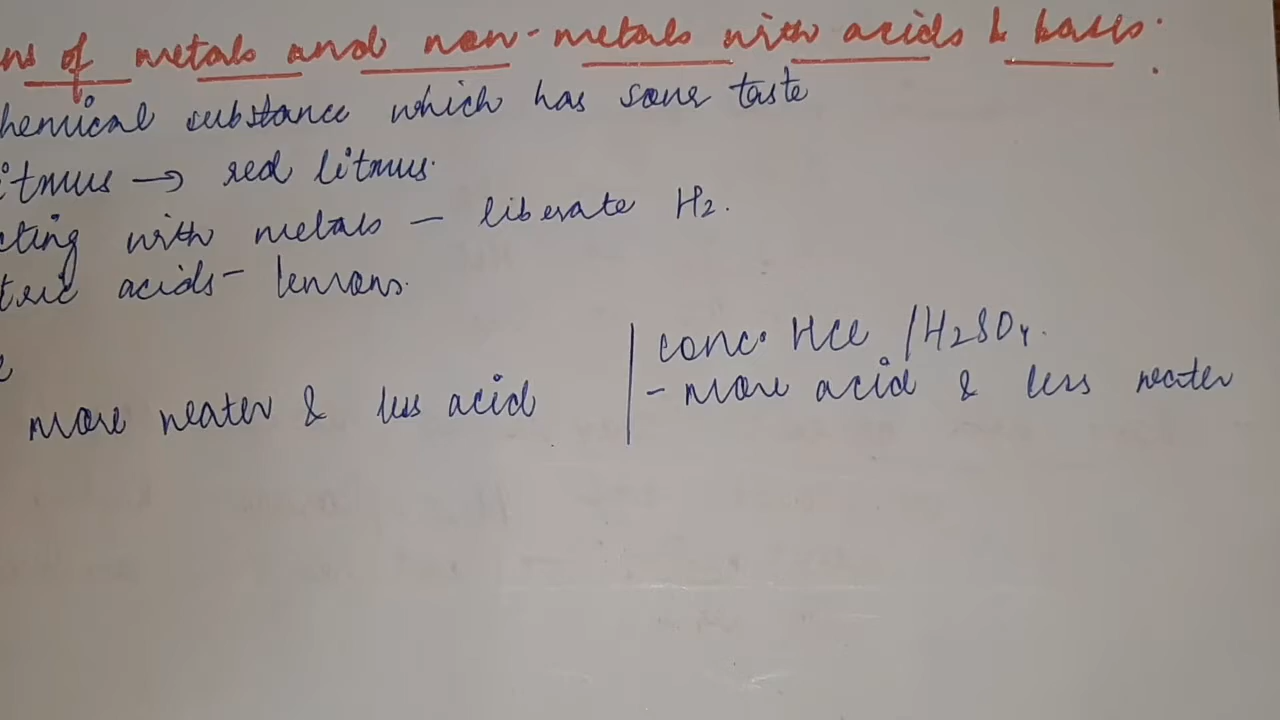 ns of metals and non-metals with acids & bases.
hemical substance which has sour taste
itmus → red litmus.
cting with metals - liberate H2.
tric acids - lemons.
conc. HCl / H2SO4.
more water & less acid
- more acid & less water